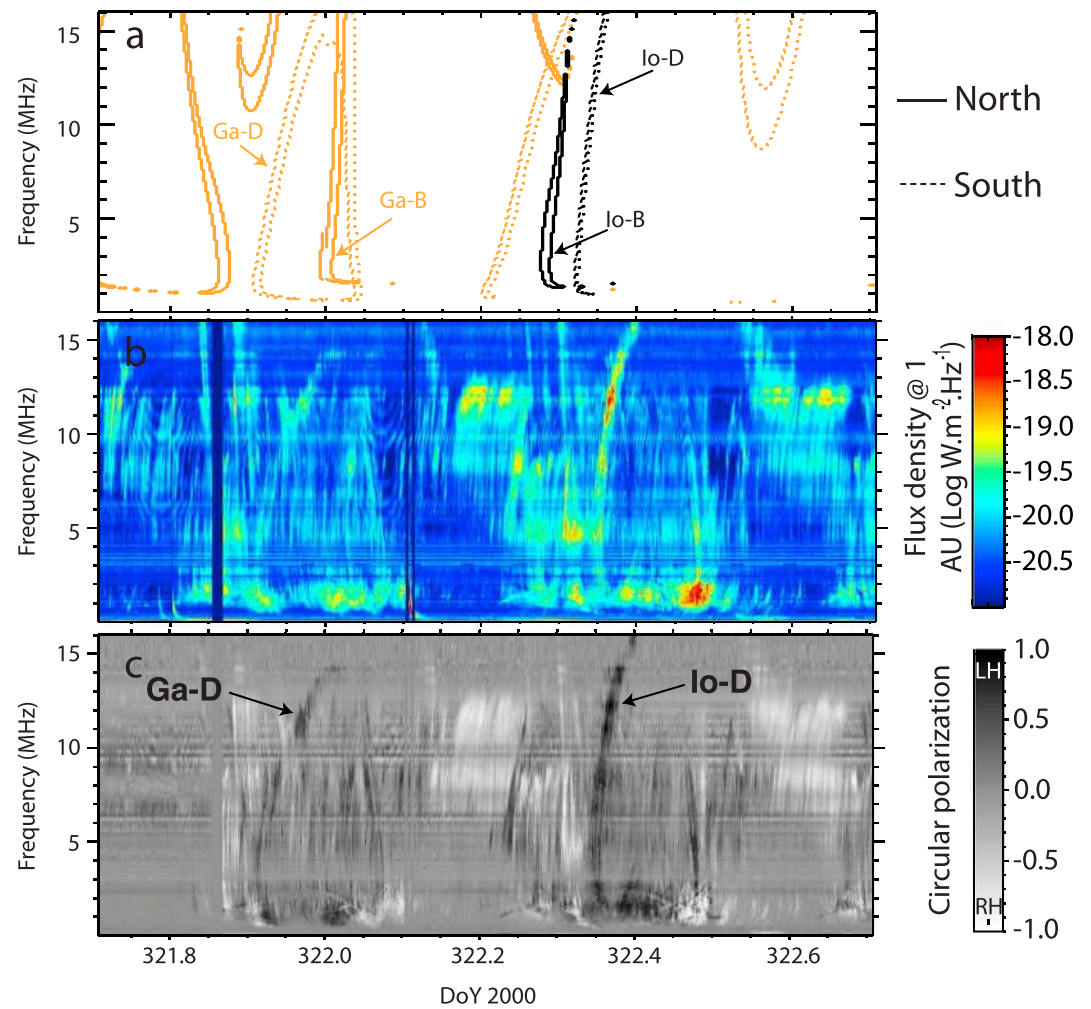 a
Frequency (MHz)
15
10
5
Ga-D
Ga-B
Io-D
Io-B
North
South
b
Frequency (MHz)
15
10
5
Flux density @ 1
AU (Log W.m-2.Hz-1)
-18.0
-18.5
-19.0
-19.5
-20.0
-20.5
c
Frequency (MHz)
15
10
5
Ga-D
Io-D
Circular polarization
LH
RH
1.0
0.5
0.0
-0.5
-1.0
321.8
322.0
322.2
322.4
322.6
DoY 2000